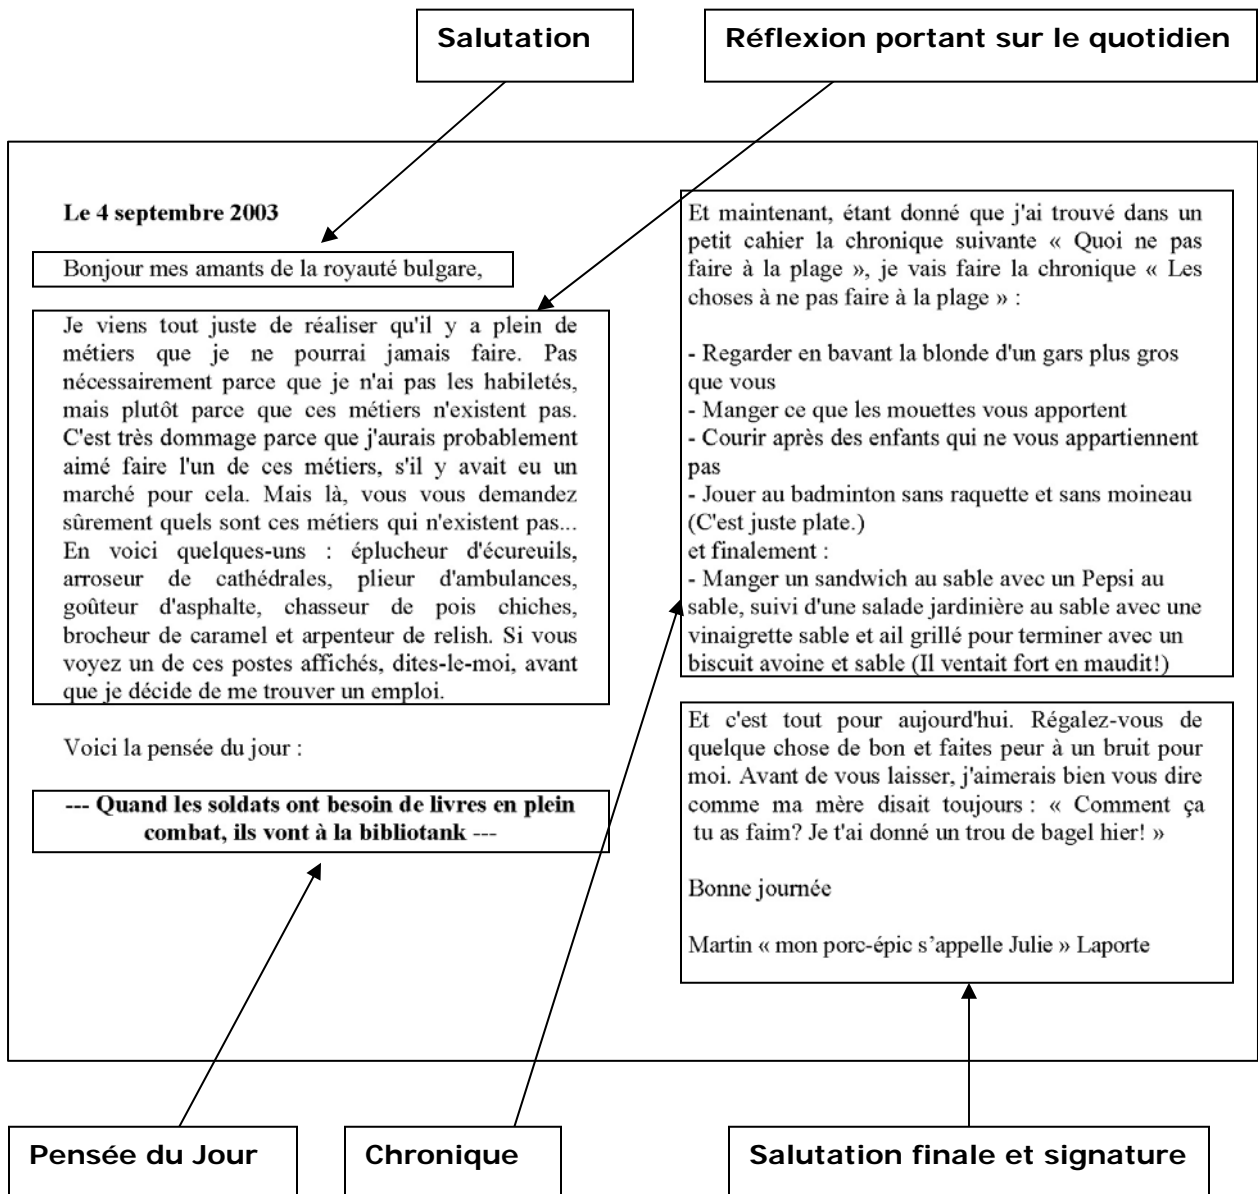 Salutation
Réflexion portant sur le quotidien
Le 4 septembre 2003
Bonjour mes amants de la royauté bulgare,
Je viens tout juste de réaliser qu'il y a plein de
métiers que je ne pourrai jamais faire. Pas
nécessairement parce que je n'ai pas les habiletés,
mais plutôt parce que ces métiers n'existent pas.
C'est très dommage parce que j'aurais probablement
aimé faire l'un de ces métiers, s'il y avait eu un
marché pour cela. Mais là, vous vous demandez
sûrement quels sont ces métiers qui n'existent pas...
En voici quelques-uns : éplucheur d'écureuils,
arroseur de cathédrales, plieur d'ambulances,
goûteur d'asphalte, chasseur de pois chiches,
brocheur de caramel et arpenteur de relish. Si vous
voyez un de ces postes affichés, dites-le-moi, avant
que je décide de me trouver un emploi.
Voici la pensée du jour :
--- Quand les soldats ont besoin de livres en plein
combat, ils vont à la bibliotank ---
Et maintenant, étant donné que j'ai trouvé dans un
petit cahier la chronique suivante « Quoi ne pas
faire à la plage », je vais faire la chronique « Les
choses à ne pas faire à la plage » :
- Regarder en bavant la blonde d'un gars plus gros
que vous
- Manger ce que les mouettes vous apportent
- Courir après des enfants qui ne vous appartiennent
pas
- Jouer au badminton sans raquette et sans moineau
(C'est juste plate.)
et finalement :
- Manger un sandwich au sable avec un Pepsi au
sable, suivi d'une salade jardinière au sable avec une
vinaigrette sable et ail grillé pour terminer avec un
biscuit avoine et sable (Il ventait fort en maudit!)
Et c'est tout pour aujourd'hui. Régalez-vous de
quelque chose de bon et faites peur à un bruit pour
moi. Avant de vous laisser, j'aimerais bien vous dire
comme ma mère disait toujours : « Comment ça
tu as faim? Je t'ai donné un trou de bagel hier! »
Bonne journée
Martin « mon porc-épic s'appelle Julie » Laporte
Pensée du Jour
Chronique
Salutation finale et signature